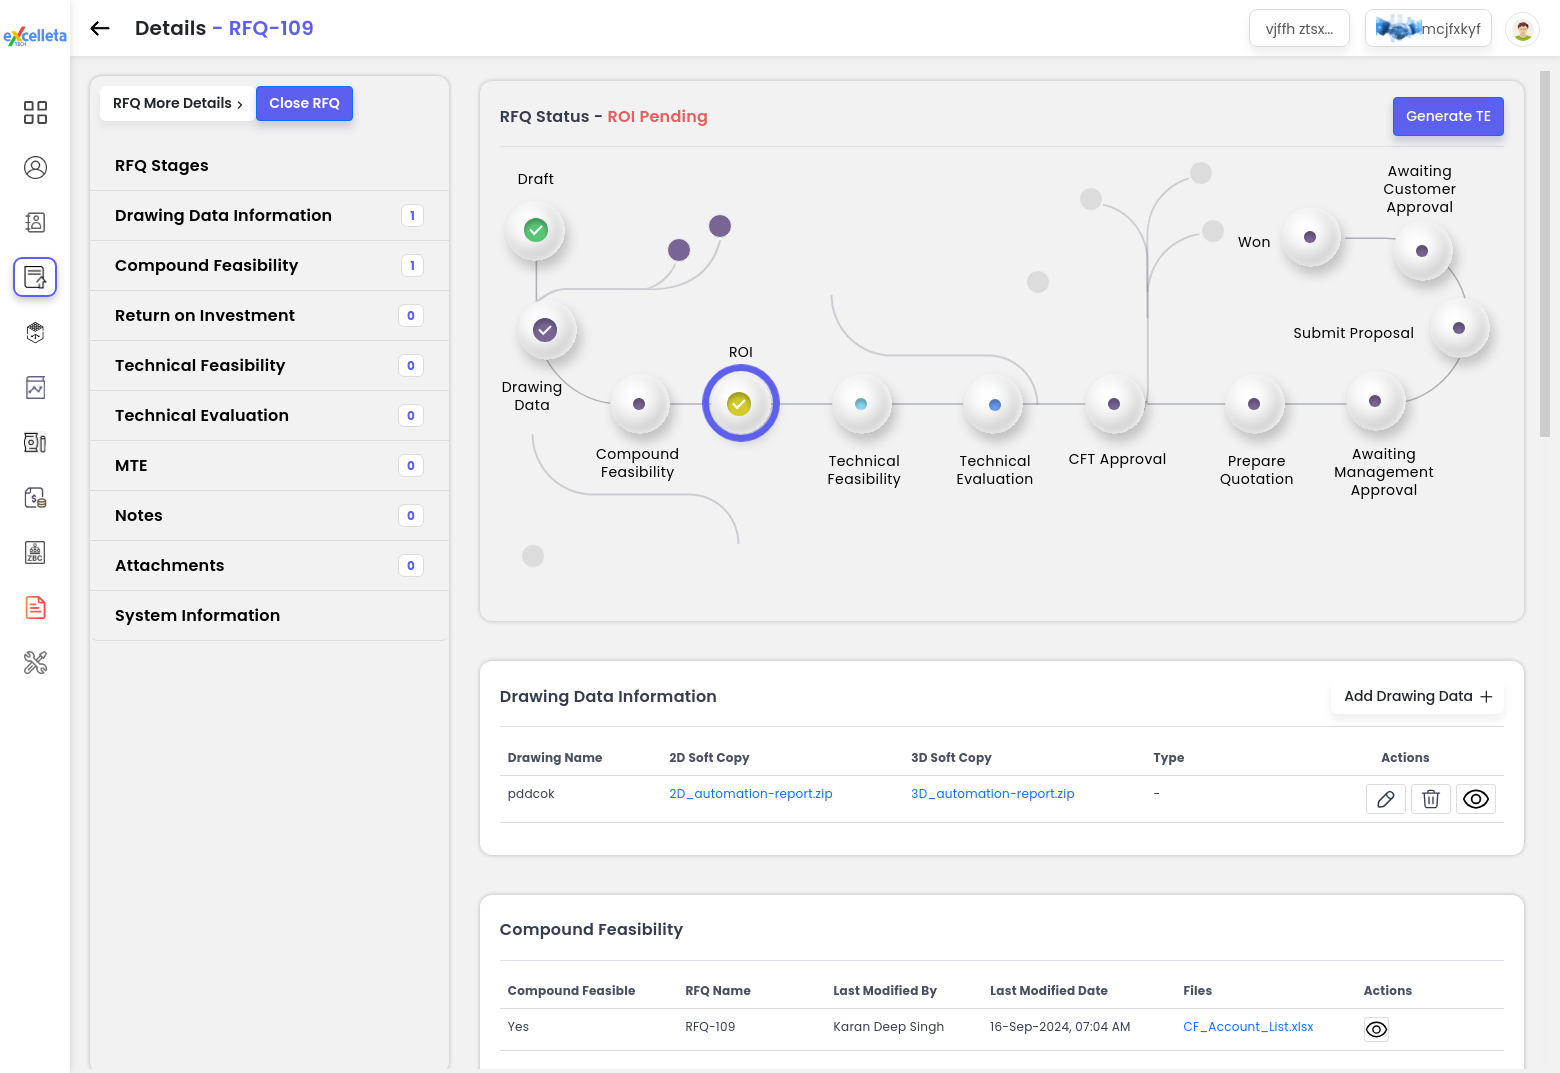 eXcelleta
TECH
Details - RFQ-109
vjffh ztsx...
mcjfxkyf
RFQ More Details ›
Close RFQ
RFQ Stages
Drawing Data Information 1
Compound Feasibility 1
Return on Investment 0
Technical Feasibility 0
Technical Evaluation 0
MTE 0
Notes 0
Attachments 0
System Information
ZBC
RFQ Status - ROI Pending
Generate TE
Draft
Drawing
Data
Compound
Feasibility
ROI
Technical
Feasibility
Technical
Evaluation
CFT Approval
Prepare
Quotation
Awaiting
Management
Approval
Submit Proposal
Awaiting
Customer
Approval
Won
Drawing Data Information
Add Drawing Data +
Drawing Name 2D Soft Copy 3D Soft Copy Type Actions
pddcok 2D_automation-report.zip 3D_automation-report.zip -
Compound Feasibility
Compound Feasible RFQ Name Last Modified By Last Modified Date Files Actions
Yes RFQ-109 Karan Deep Singh 16-Sep-2024, 07:04 AM CF_Account_List.xlsx